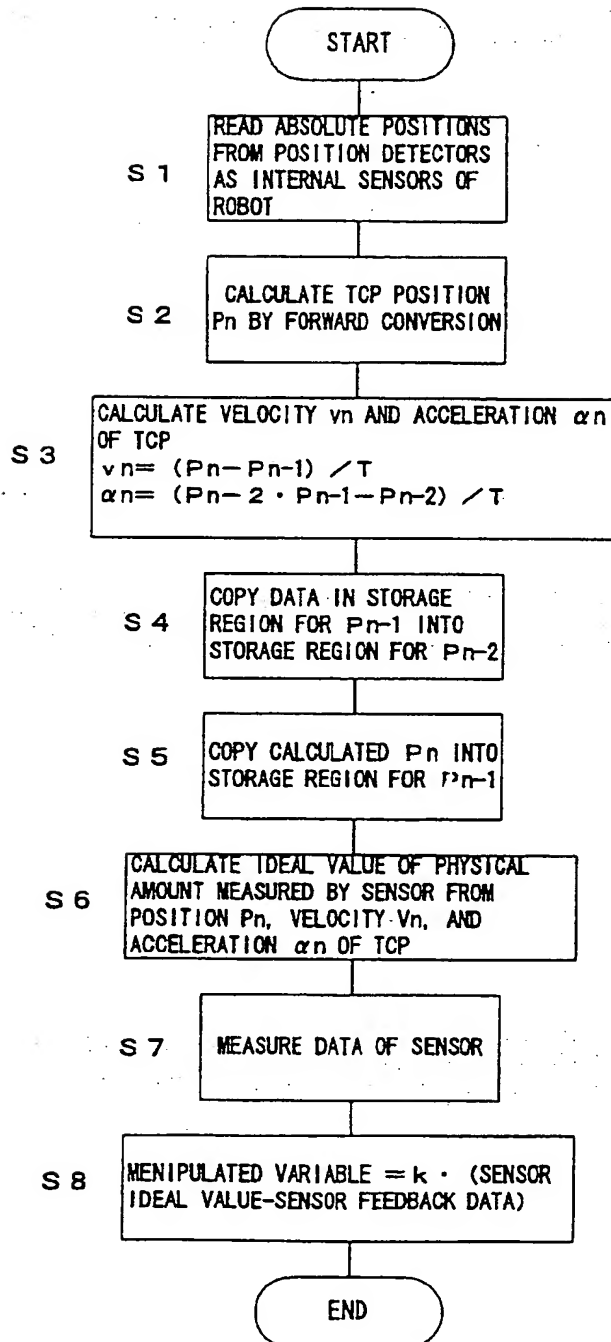 START
S 1
READ ABSOLUTE POSITIONS
FROM POSITION DETECTORS
AS INTERNAL SENSORS OF
ROBOT
S 2
CALCULATE TCP POSITION
Pn BY FORWARD CONVERSION
S 3
CALCULATE VELOCITY vn AND ACCELERATION αn
OF TCP
vn= (Pn-Pn-1) /T
αn= (Pn-2・Pn-1-Pn-2) /T
S 4
COPY DATA IN STORAGE
REGION FOR Pn-1 INTO
STORAGE REGION FOR Pn-2
S 5
COPY CALCULATED Pn INTO
STORAGE REGION FOR Pn-1
S 6
CALCULATE IDEAL VALUE OF PHYSICAL
AMOUNT MEASURED BY SENSOR FROM
POSITION Pn, VELOCITY Vn, AND
ACCELERATION αn OF TCP
S 7
MEASURE DATA OF SENSOR
S 8
MENIPULATED VARIABLE =k・ (SENSOR
IDEAL VALUE-SENSOR FEEDBACK DATA)
END